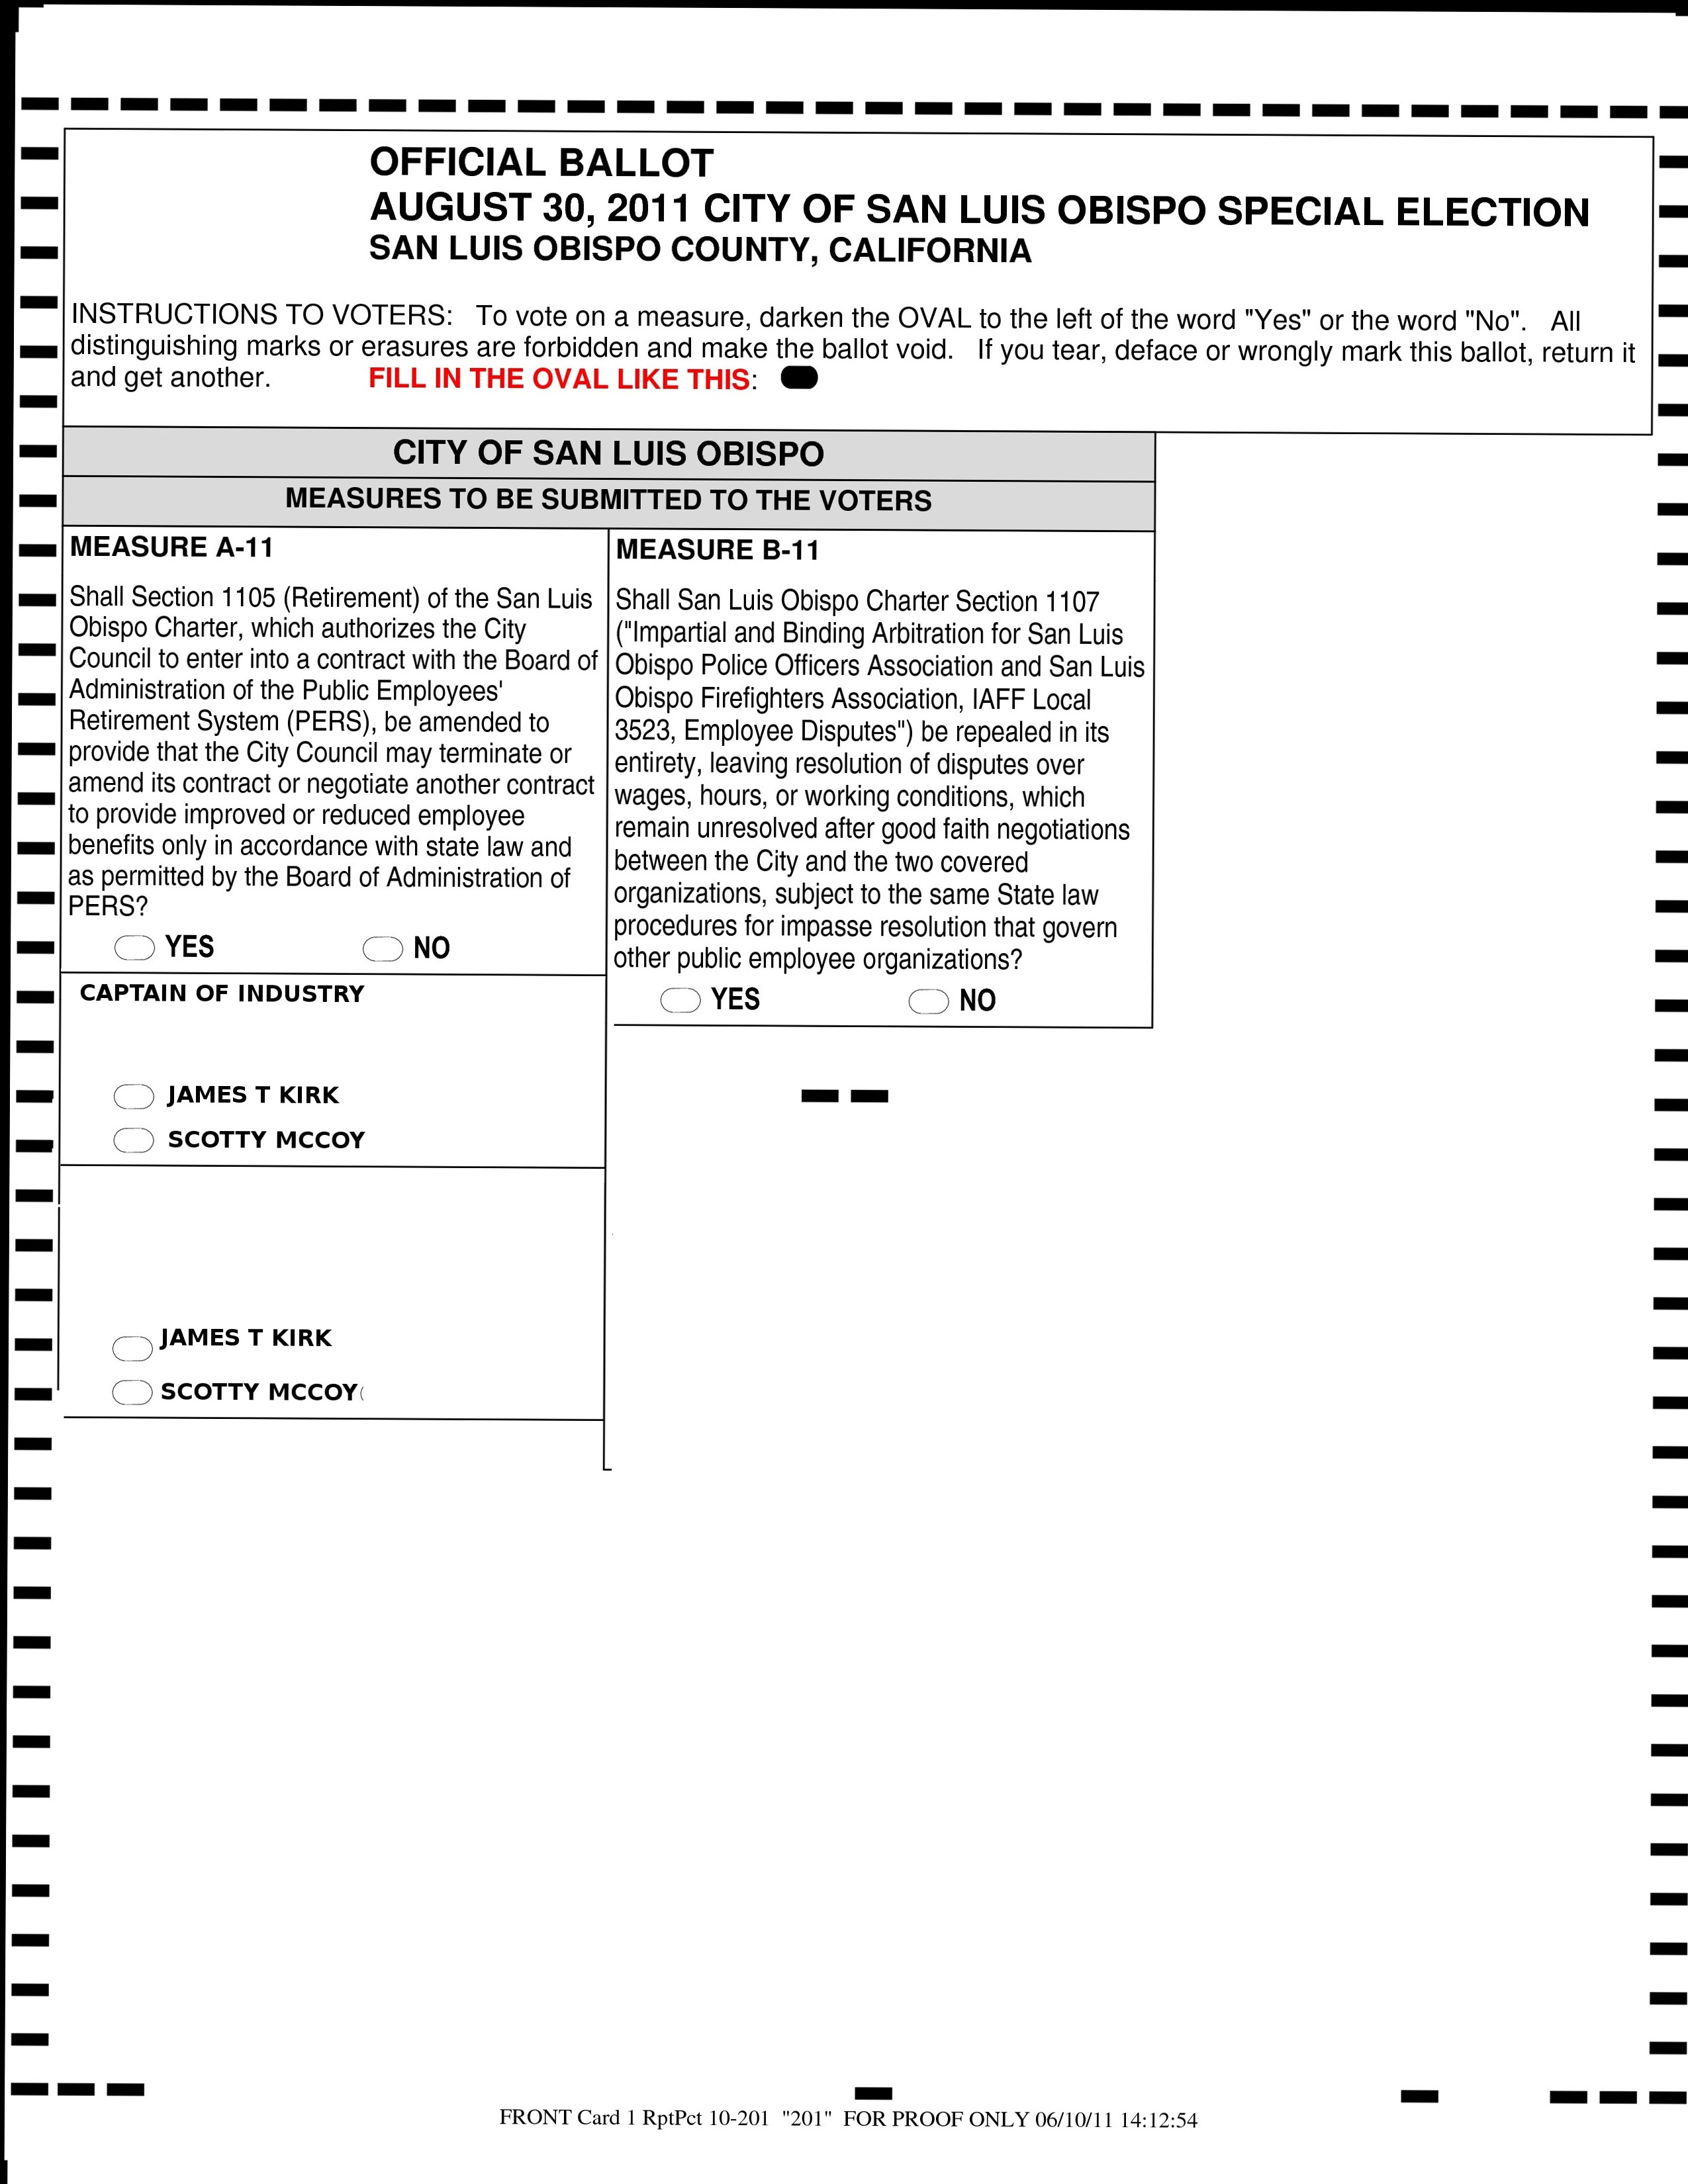 OFFICIAL BALLOT
AUGUST 30, 2011 CITY OF SAN LUIS OBISPO SPECIAL ELECTION
SAN LUIS OBISPO COUNTY, CALIFORNIA
INSTRUCTIONS TO VOTERS: To vote on a measure, darken the OVAL to the left of the word "Yes" or the word "No". All
distinguishing marks or erasures are forbidden and make the ballot void. If you tear, deface or wrongly mark this ballot, return it
and get another. FILL IN THE OVAL LIKE THIS:
CITY OF SAN LUIS OBISPO
MEASURES TO BE SUBMITTED TO THE VOTERS
MEASURE A-11
Shall Section 1105 (Retirement) of the San Luis
Obispo Charter, which authorizes the City
Council to enter into a contract with the Board of
Administration of the Public Employees'
Retirement System (PERS), be amended to
provide that the City Council may terminate or
amend its contract or negotiate another contract
to provide improved or reduced employee
benefits only in accordance with state law and
as permitted by the Board of Administration of
PERS?
YES NO
CAPTAIN OF INDUSTRY
JAMES T KIRK
SCOTTY MCCOY
JAMES T KIRK
SCOTTY MCCOY
MEASURE B-11
Shall San Luis Obispo Charter Section 1107
("Impartial and Binding Arbitration for San Luis
Obispo Police Officers Association and San Luis
Obispo Firefighters Association, IAFF Local
3523, Employee Disputes") be repealed in its
entirety, leaving resolution of disputes over
wages, hours, or working conditions, which
remain unresolved after good faith negotiations
between the City and the two covered
organizations, subject to the same State law
procedures for impasse resolution that govern
other public employee organizations?
YES NO
FRONT Card 1 RptPct 10-201 "201" FOR PROOF ONLY 06/10/11 14:12:54